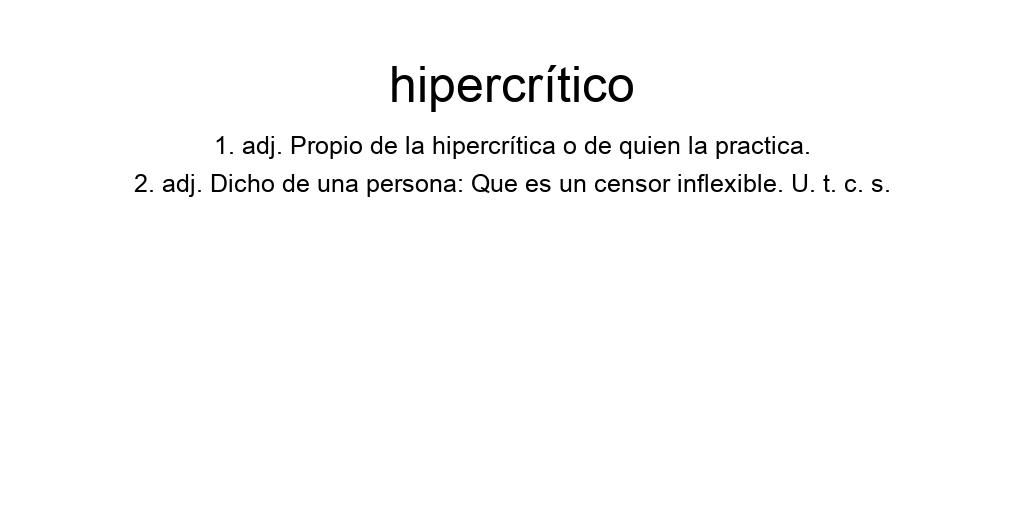 hipercrítico
1. adj. Propio de la hipercrítica o de quien la practica.
2. adj. Dicho de una persona: Que es un censor inflexible. U. t. c. s.